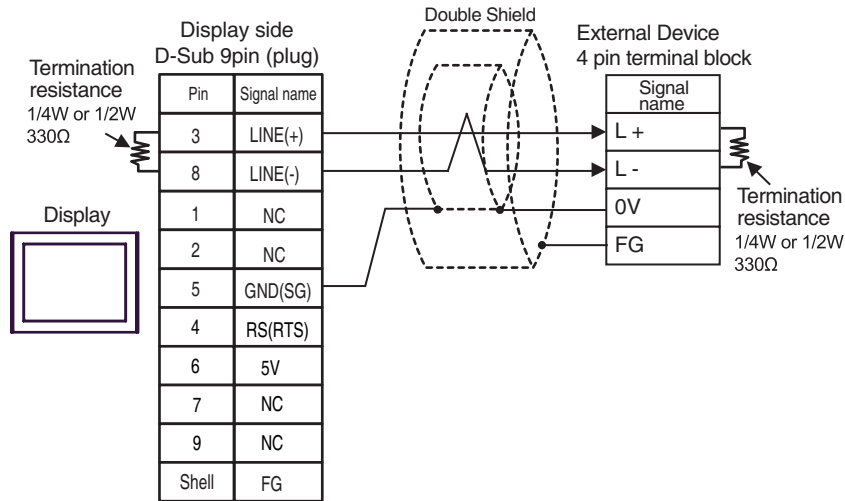 Double Shield
Display side
D-Sub 9pin (plug)
External Device
4 pin terminal block
Termination
resistance
1/4W or 1/2W
330Ω
Pin Signal name
3 LINE(+)
8 LINE(-)
1 NC
2 NC
5 GND(SG)
4 RS(RTS)
6 5V
7 NC
9 NC
Shell FG
Display
Signal
name
L +
L -
0V
FG
Termination
resistance
1/4W or 1/2W
330Ω